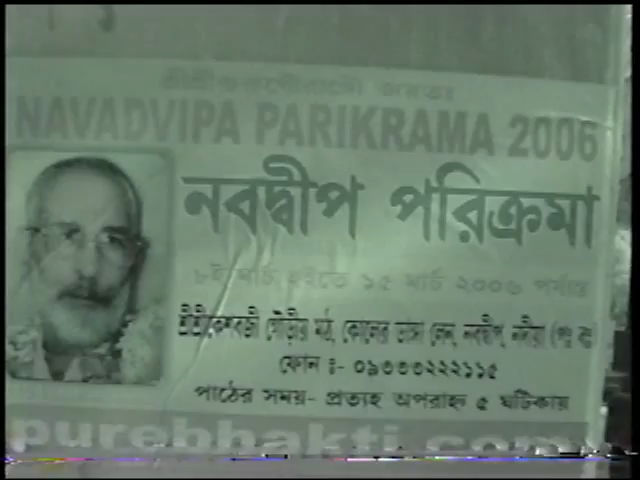 শ্রীশ্রীগুরুগৌরাঙ্গৌ জয়তঃ
NAVADVIPA PARIKRAMA 2006
নবদ্বীপ পরিক্রমা
৮ই মার্চ হইতে ১৫ মার্চ ২০০৬ পর্যন্ত
শ্রীশ্রীকেশবজী গৌড়ীয় মঠ, কোলের ডাঙ্গা লেন, নবদ্বীপ, নদীয়া
ফোন ঃ- ০৯৩৩৩২২২১১৫
পাঠের সময়- প্রত্যহ অপরাহ্ন ৫ ঘটিকায়
purebhakti.com